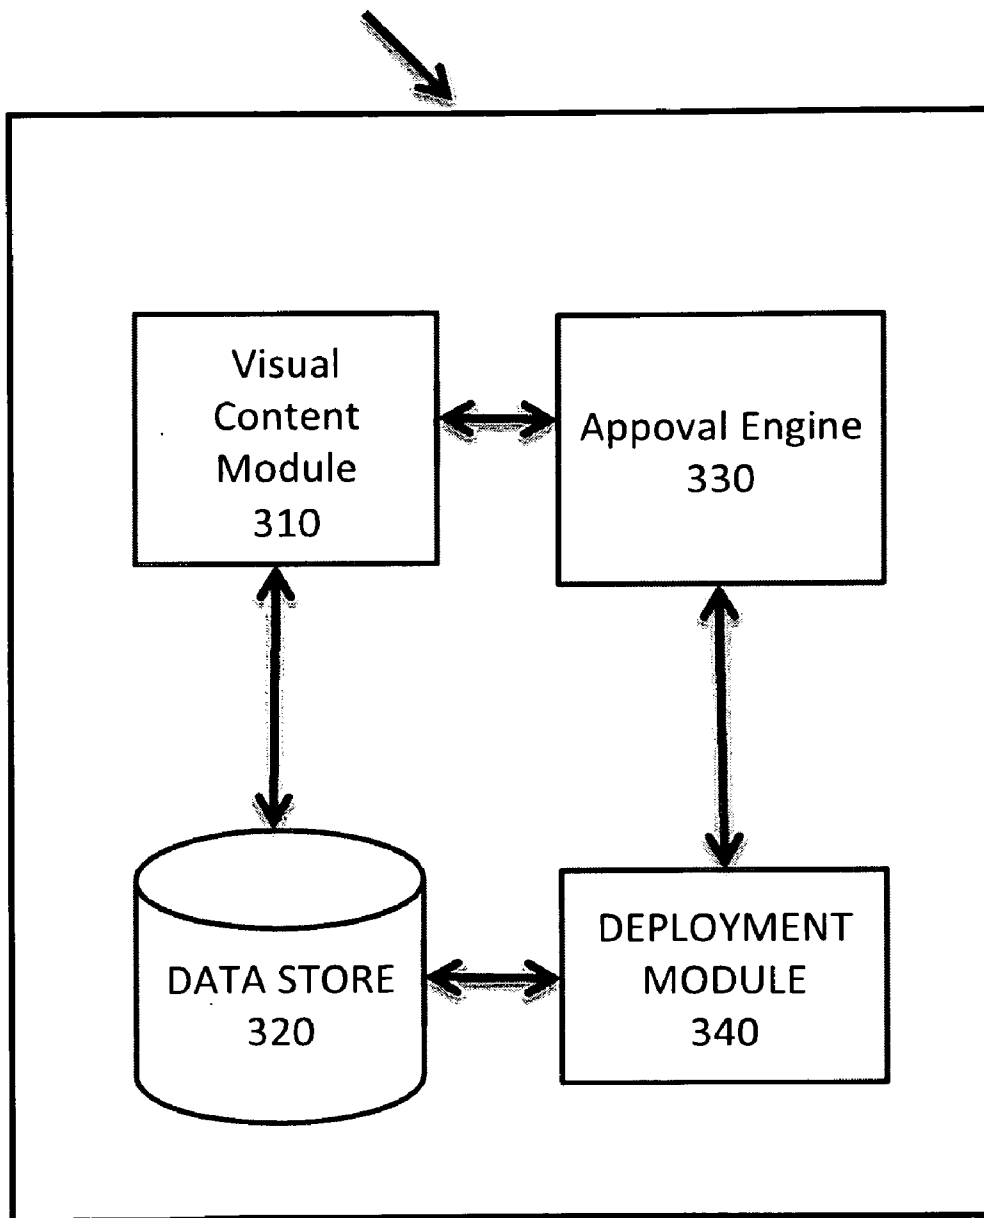 Visual
Content
Module
310
Appoval Engine
330
DATA STORE
320
DEPLOYMENT
MODULE
340